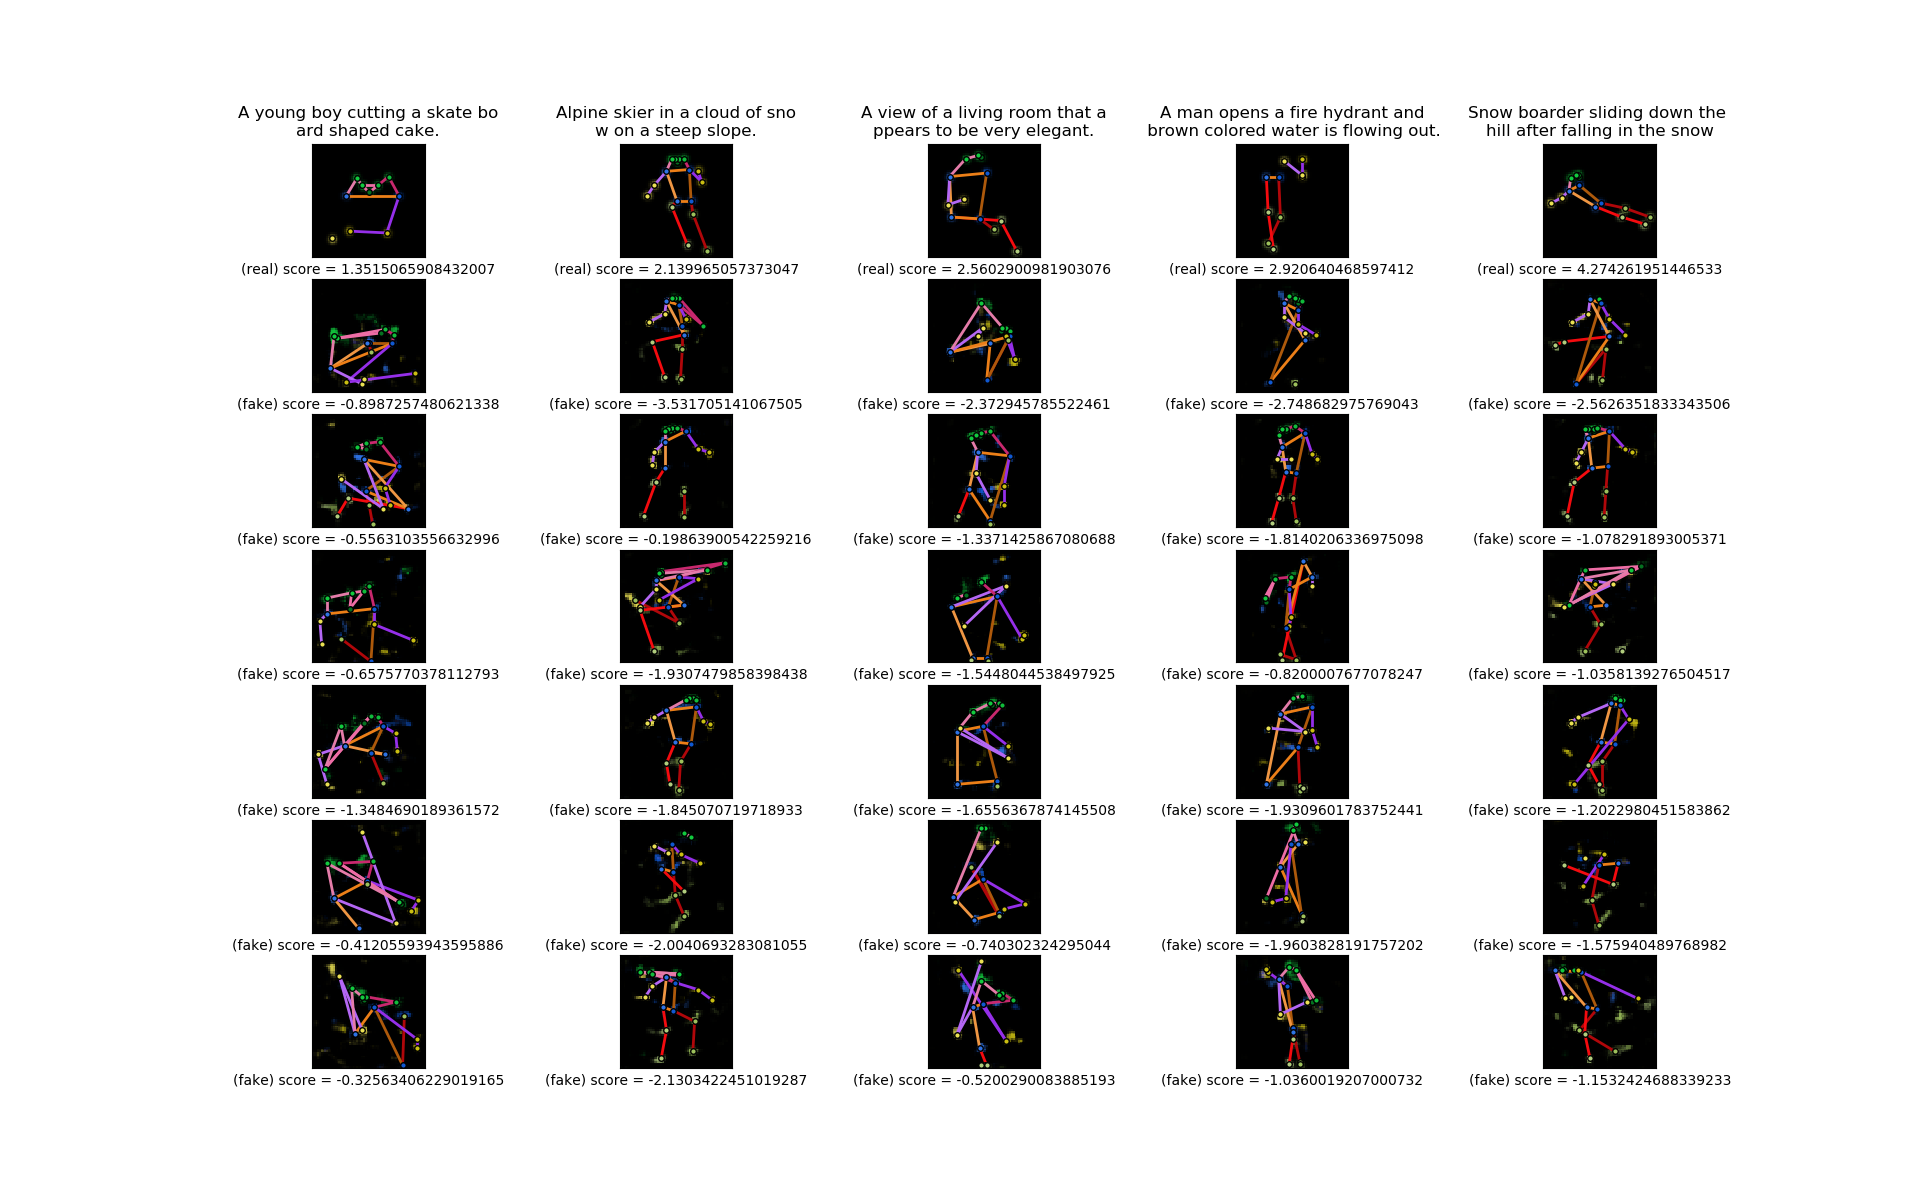 A young boy cutting a skate bo
ard shaped cake.
Alpine skier in a cloud of sno
w on a steep slope.
A view of a living room that a
ppears to be very elegant.
A man opens a fire hydrant and
brown colored water is flowing out.
Snow boarder sliding down the
hill after falling in the snow
(real) score = 1.3515065908432007
(real) score = 2.139965057373047
(real) score = 2.5602900981903076
(real) score = 2.920640468597412
(real) score = 4.274261951446533
(fake) score = -0.8987257480621338
(fake) score = -3.531705141067505
(fake) score = -2.372945785522461
(fake) score = -2.748682975769043
(fake) score = -2.5626351833343506
(fake) score = -0.5563103556632996
(fake) score = -0.19863900542259216
(fake) score = -1.3371425867080688
(fake) score = -1.8140206336975098
(fake) score = -1.078291893005371
(fake) score = -0.6575770378112793
(fake) score = -1.9307479858398438
(fake) score = -1.5448044538497925
(fake) score = -0.8200007677078247
(fake) score = -1.0358139276504517
(fake) score = -1.3484690189361572
(fake) score = -1.845070719718933
(fake) score = -1.6556367874145508
(fake) score = -1.9309601783752441
(fake) score = -1.2022980451583862
(fake) score = -0.41205593943595886
(fake) score = -2.0040693283081055
(fake) score = -0.740302324295044
(fake) score = -1.9603828191757202
(fake) score = -1.575940489768982
(fake) score = -0.32563406229019165
(fake) score = -2.1303422451019287
(fake) score = -0.5200290083885193
(fake) score = -1.0360019207000732
(fake) score = -1.1532424688339233